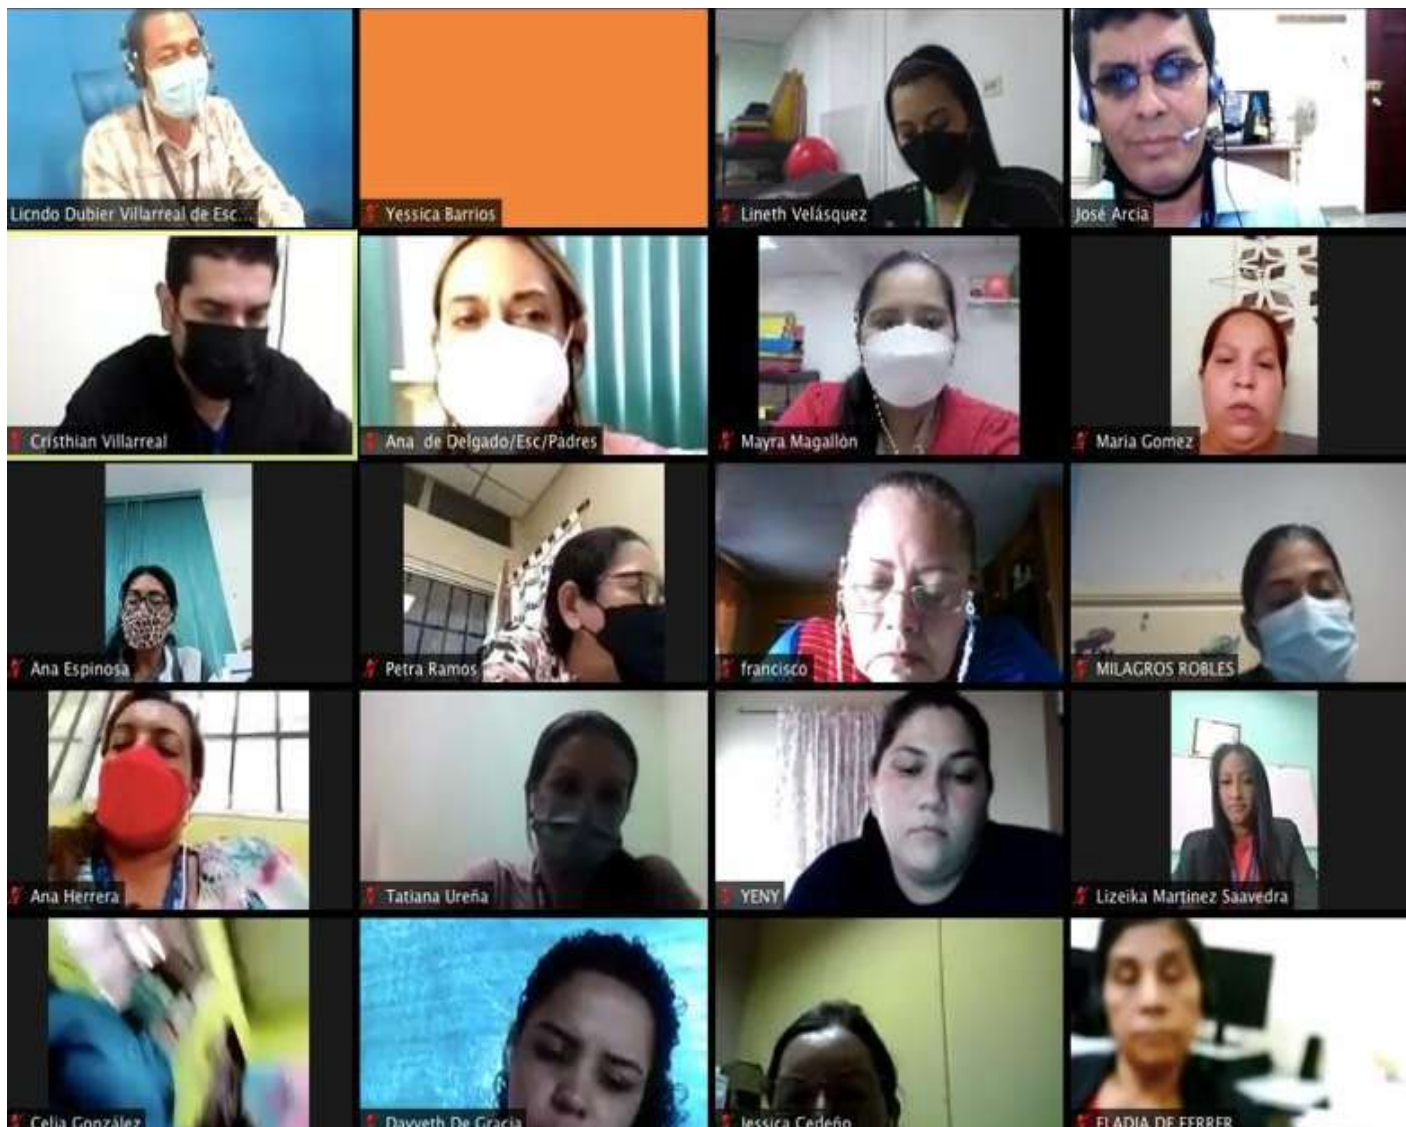 Licndo Dubier Villarreal de Esc...
Yessica Barrios
Lineth Velásquez
José Arcia
Cristhian Villarreal
Ana de Delgado/Esc/Padres
Mayra Magallòn
Maria Gomez
Ana Espinosa
Petra Ramos
francisco
MILAGROS ROBLES
Ana Herrera
Tatiana Ureña
YENY
Lizeika Martinez Saavedra
Celia González
Dayveth De Gracia
Jessica Cedeño
ELADIA DE FERRER